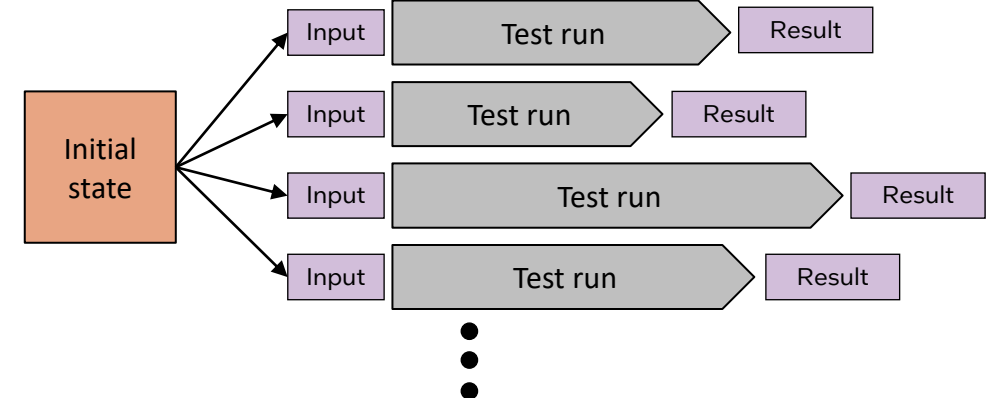 Input
Test run
Result
Input
Test run
Result
Initial
state
Input
Test run
Result
Input
Test run
Result